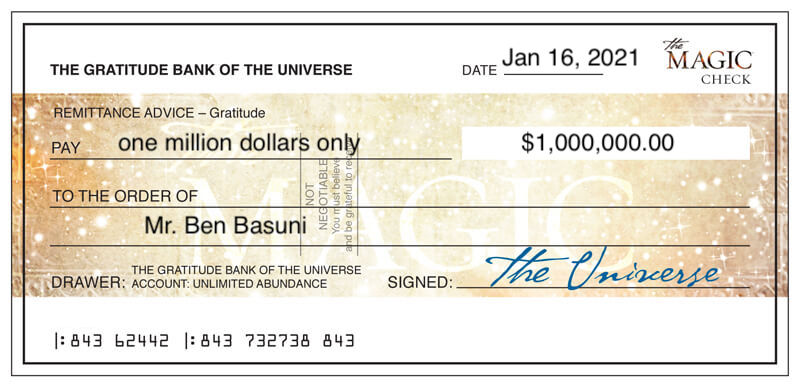 THE GRATITUDE BANK OF THE UNIVERSE
DATE Jan 16, 2021
The
MAGIC
CHECK
REMITTANCE ADVICE – Gratitude
PAY one million dollars only $1,000,000.00
NOT
NEGOTIABLE
You must believe
and be grateful to
TO THE ORDER OF
MAGIC
Mr. Ben Basuni
DRAWER: THE GRATITUDE BANK OF THE UNIVERSE
ACCOUNT: UNLIMITED ABUNDANCE
SIGNED: The Universe
|:843 62442 |:843 732738 843